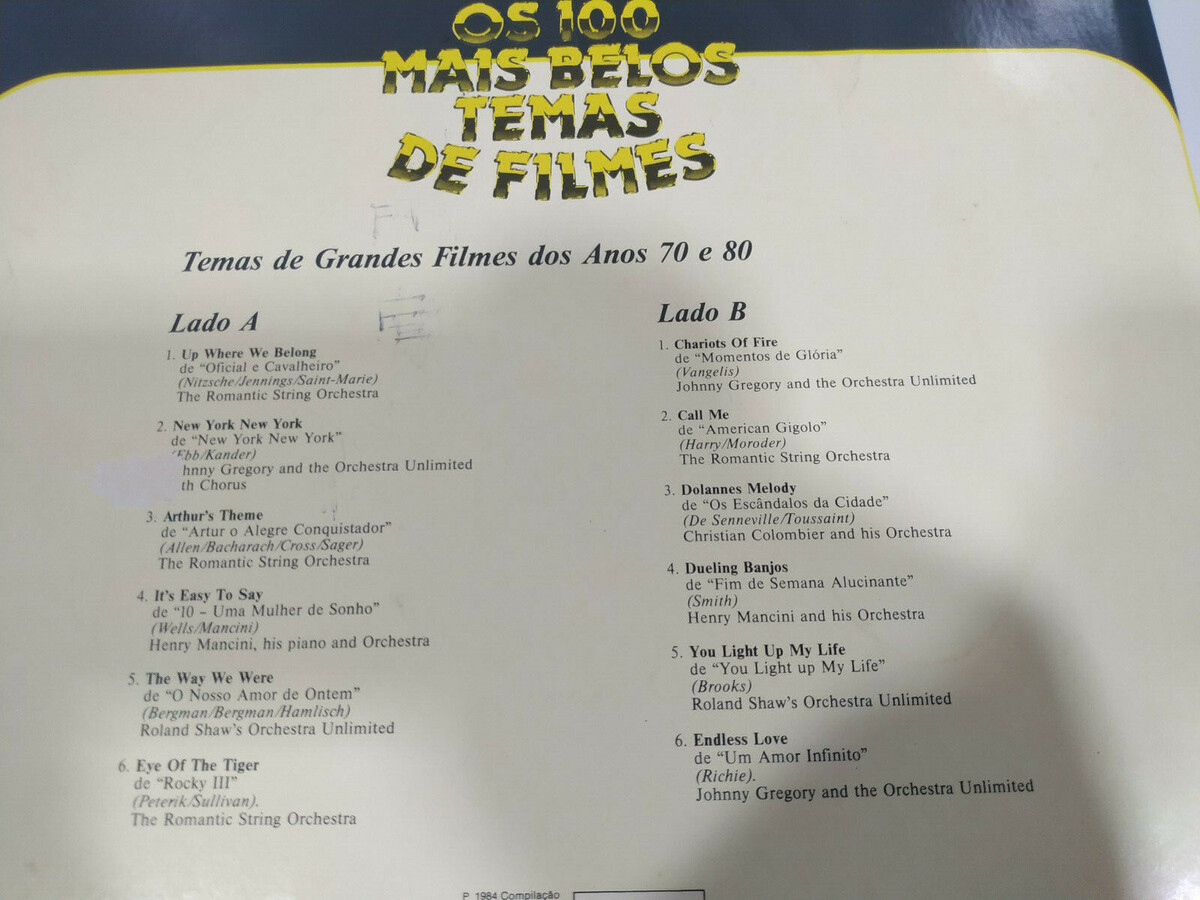 OS 100
MAIS BELOS
TEMAS
DE FILMES
Temas de Grandes Filmes dos Anos 70 e 80
Lado A
1. Up Where We Belong
de “Oficial e Cavalheiro”
(Nitzsche/Jennings/Saint-Marie)
The Romantic String Orchestra
2. New York New York
de “New York New York”
(Ebb/Kander)
hnny Gregory and the Orchestra Unlimited
th Chorus
3. Arthur's Theme
de “Artur o Alegre Conquistador”
(Allen/Bacharach/Cross/Sager)
The Romantic String Orchestra
4. It's Easy To Say
de “10 - Uma Mulher de Sonho”
(Wells/Mancini)
Henry Mancini, his piano and Orchestra
5. The Way We Were
de “O Nosso Amor de Ontem”
(Bergman/Bergman/Hamlisch)
Roland Shaw's Orchestra Unlimited
6. Eye Of The Tiger
de “Rocky III”
(Peterik/Sullivan).
The Romantic String Orchestra
Lado B
1. Chariots Of Fire
de “Momentos de Glória”
(Vangelis)
Johnny Gregory and the Orchestra Unlimited
2. Call Me
de “American Gigolo”
(Harry/Moroder)
The Romantic String Orchestra
3. Dolannes Melody
de “Os Escândalos da Cidade”
(De Senneville/Toussaint)
Christian Colombier and his Orchestra
4. Dueling Banjos
de “Fim de Semana Alucinante”
(Smith)
Henry Mancini and his Orchestra
5. You Light Up My Life
de “You Light up My Life”
(Brooks)
Roland Shaw's Orchestra Unlimited
6. Endless Love
de “Um Amor Infinito”
(Richie).
Johnny Gregory and the Orchestra Unlimited
P 1984 Compilação